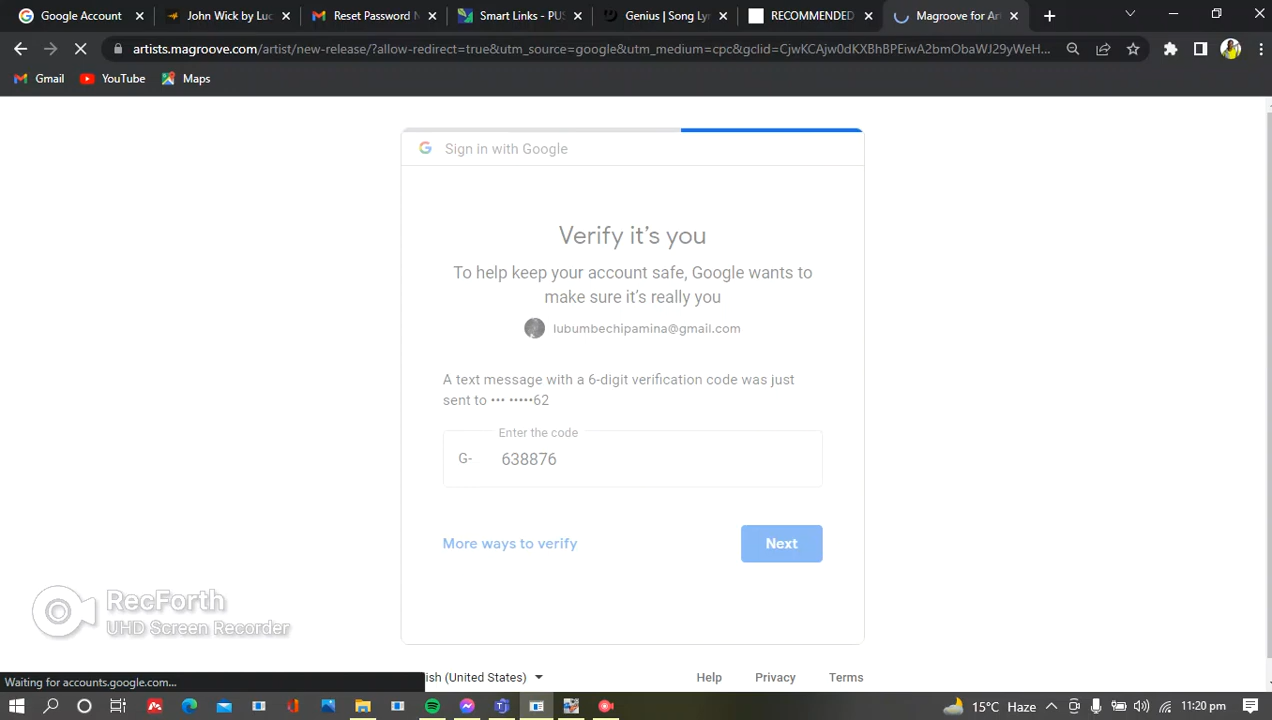 Google Account
John Wick by Luc
Reset Password N
Smart Links - PUS
Genius | Song Lyr
RECOMMENDED
Magroove for Art
artists.magroove.com/artist/new-release/?allow-redirect=true&utm_source=google&utm_medium=cpc&gclid=CjwKCAjw0dKXBhBPEiwA2bmObaWJ29yWeH...
Gmail
YouTube
Maps
Sign in with Google
Verify it's you
To help keep your account safe, Google wants to
make sure it's really you
lubumbechipamina@gmail.com
A text message with a 6-digit verification code was just
sent to ••• •••••62
Enter the code
G- 638876
More ways to verify
Next
RecForth
UHD Screen Recorder
Waiting for accounts.google.com...
ish (United States)
Help
Privacy
Terms
15°C Haze
11:20 pm